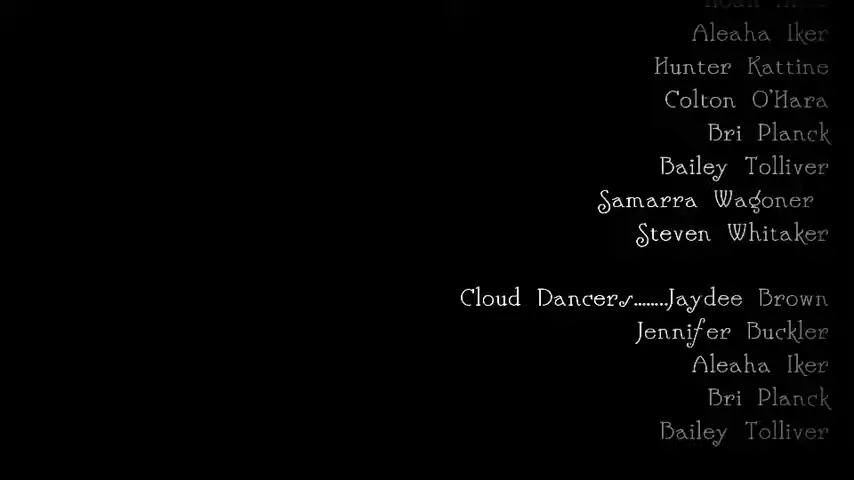 Aleaha Iker
Hunter Kattine
Colton O'Hara
Bri Planck
Bailey Tolliver
Samarra Wagoner
Steven Whitaker
Cloud Dancers........Jaydee Brown
Jennifer Buckler
Aleaha Iker
Bri Planck
Bailey Tolliver